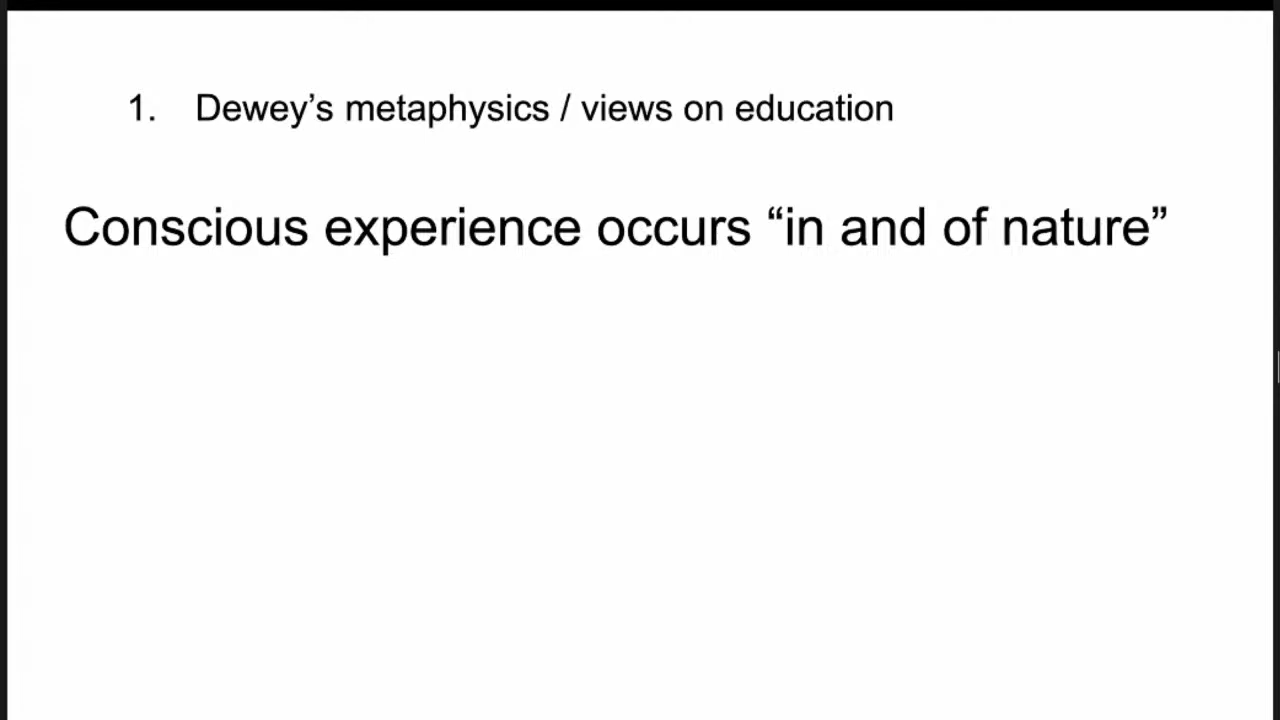 1. Dewey’s metaphysics / views on education
Conscious experience occurs “in and of nature”